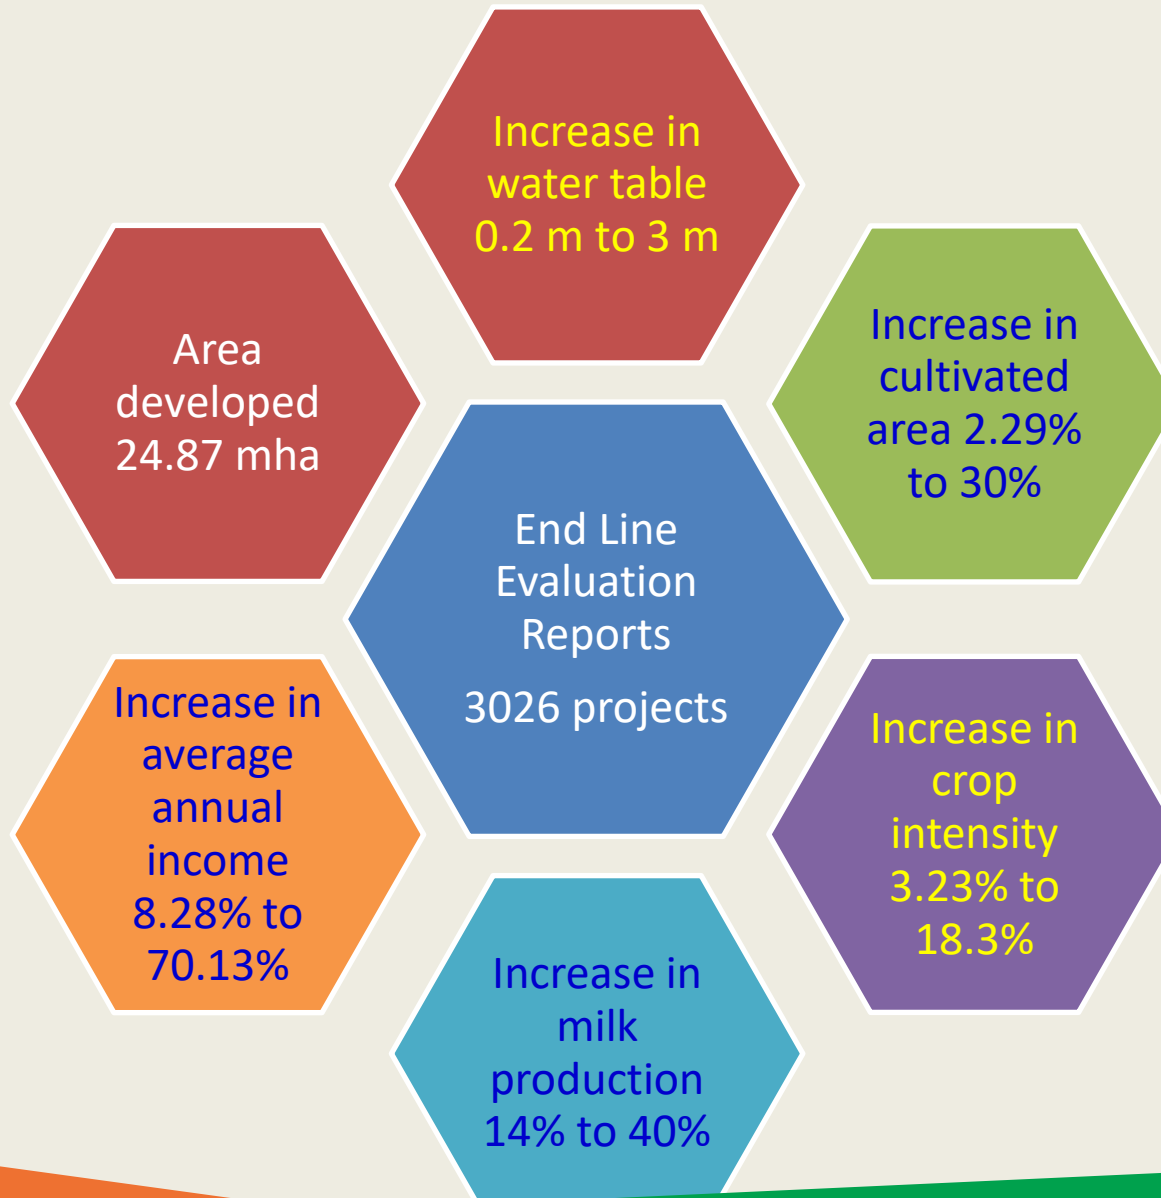 Increase in
water table
0.2 m to 3 m
Area
developed
24.87 mha
Increase in
cultivated
area 2.29%
to 30%
End Line
Evaluation
Reports
3026 projects
Increase in
average
annual
income
8.28% to
70.13%
Increase in
crop
intensity
3.23% to
18.3%
Increase in
milk
production
14% to 40%